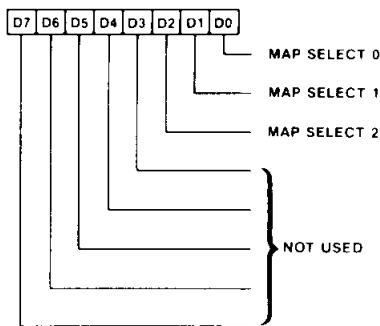 D7 D6 D5 D4 D3 D2 D1 D0
MAP SELECT 0
MAP SELECT 1
MAP SELECT 2
NOT USED